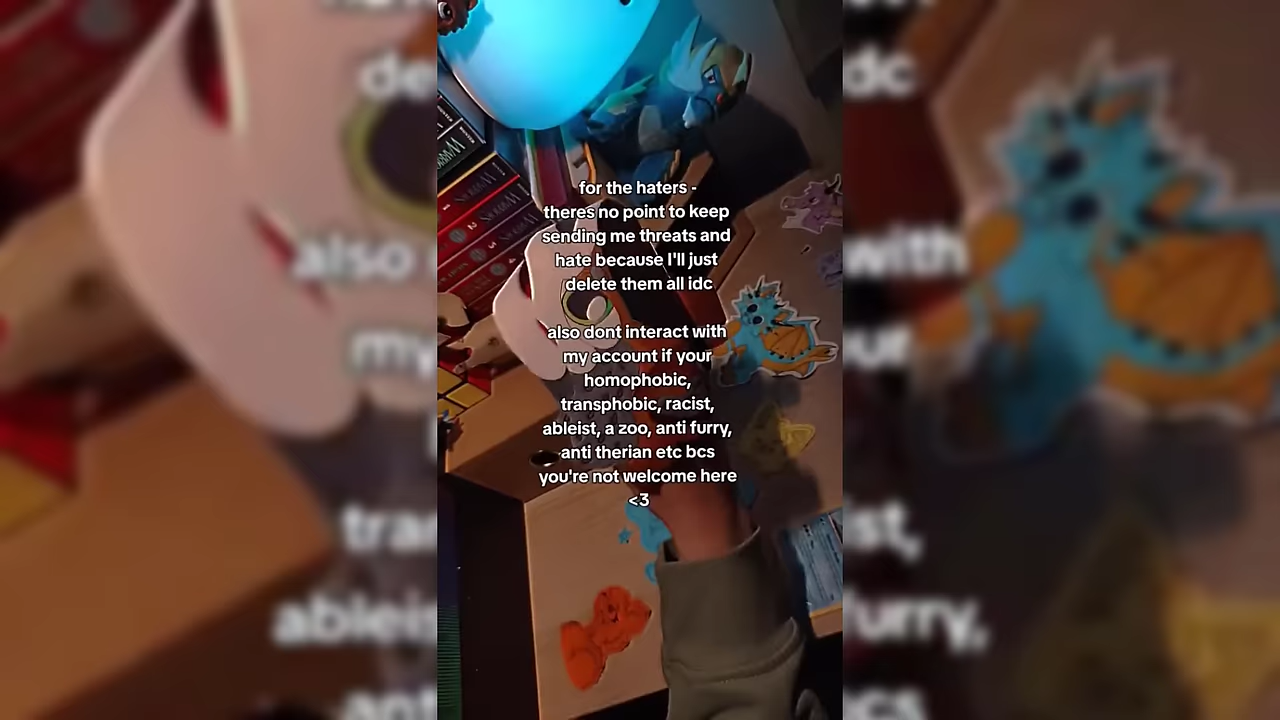 for the haters -
theres no point to keep
sending me threats and
hate because I'll just
delete them all idc
also dont interact with
my account if your
homophobic,
transphobic, racist,
ableist, a zoo, anti furry,
anti therian etc bcs
you're not welcome here
<3